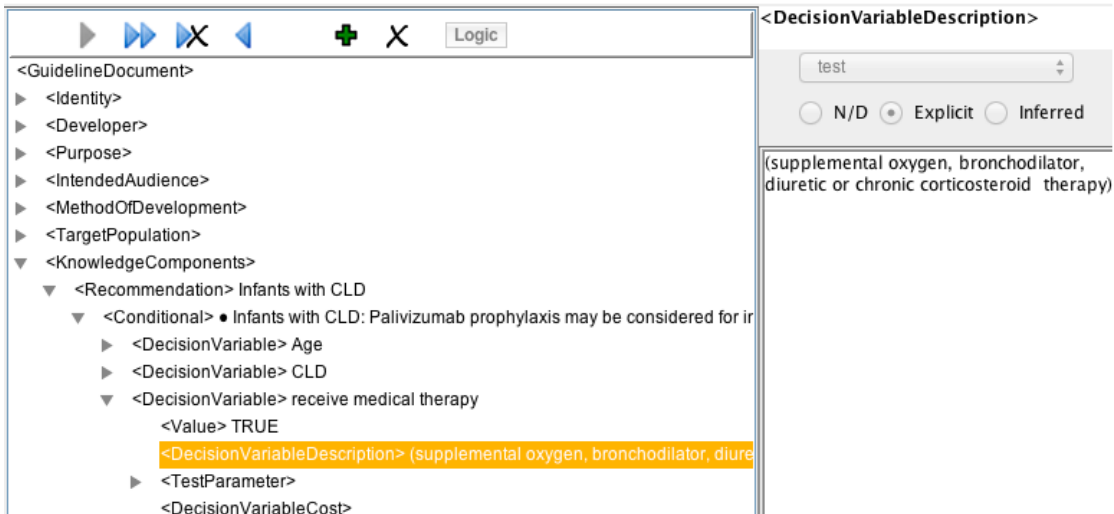 Logic
<GuidelineDocument>
<Identity>
<Developer>
<Purpose>
<IntendedAudience>
<MethodOfDevelopment>
<TargetPopulation>
<KnowledgeComponents>
<Recommendation> Infants with CLD
<Conditional> ● Infants with CLD: Palivizumab prophylaxis may be considered for ir
<DecisionVariable> Age
<DecisionVariable> CLD
<DecisionVariable> receive medical therapy
<Value> TRUE
<DecisionVariableDescription> (supplemental oxygen, bronchodilator, diure
<TestParameter>
<DecisionVariableCost>
<DecisionVariableDescription>
test
N/D Explicit Inferred
(supplemental oxygen, bronchodilator,
diuretic or chronic corticosteroid therapy)